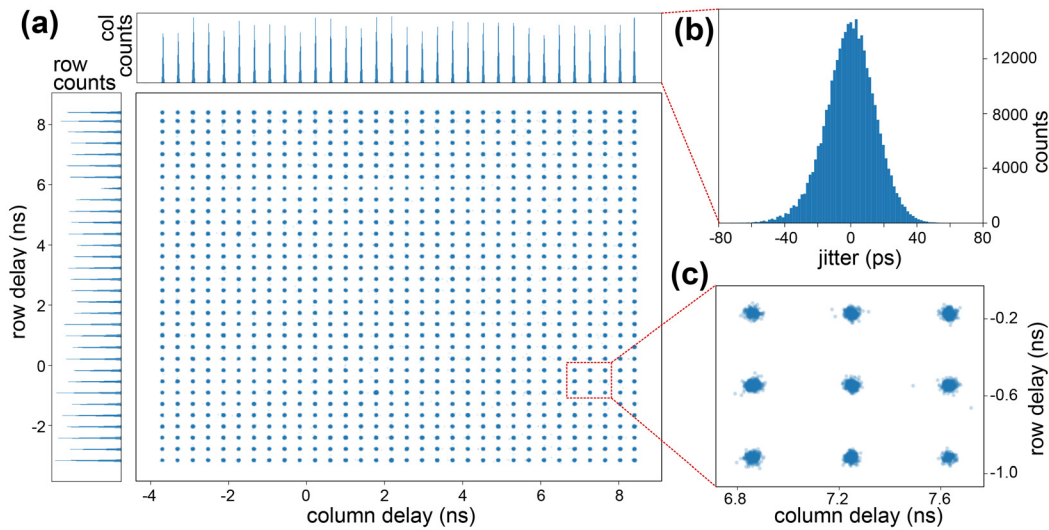 (a)
col
counts
row
counts
8
6
4
2
0
-2
row delay (ns)
-4
-2
0
2
4
6
8
column delay (ns)
(b)
12000
8000
4000
0
counts
-80
-40
0
40
80
jitter (ps)
(c)
-0.2
-0.6
-1.0
row delay (ns)
6.8
7.2
7.6
column delay (ns)